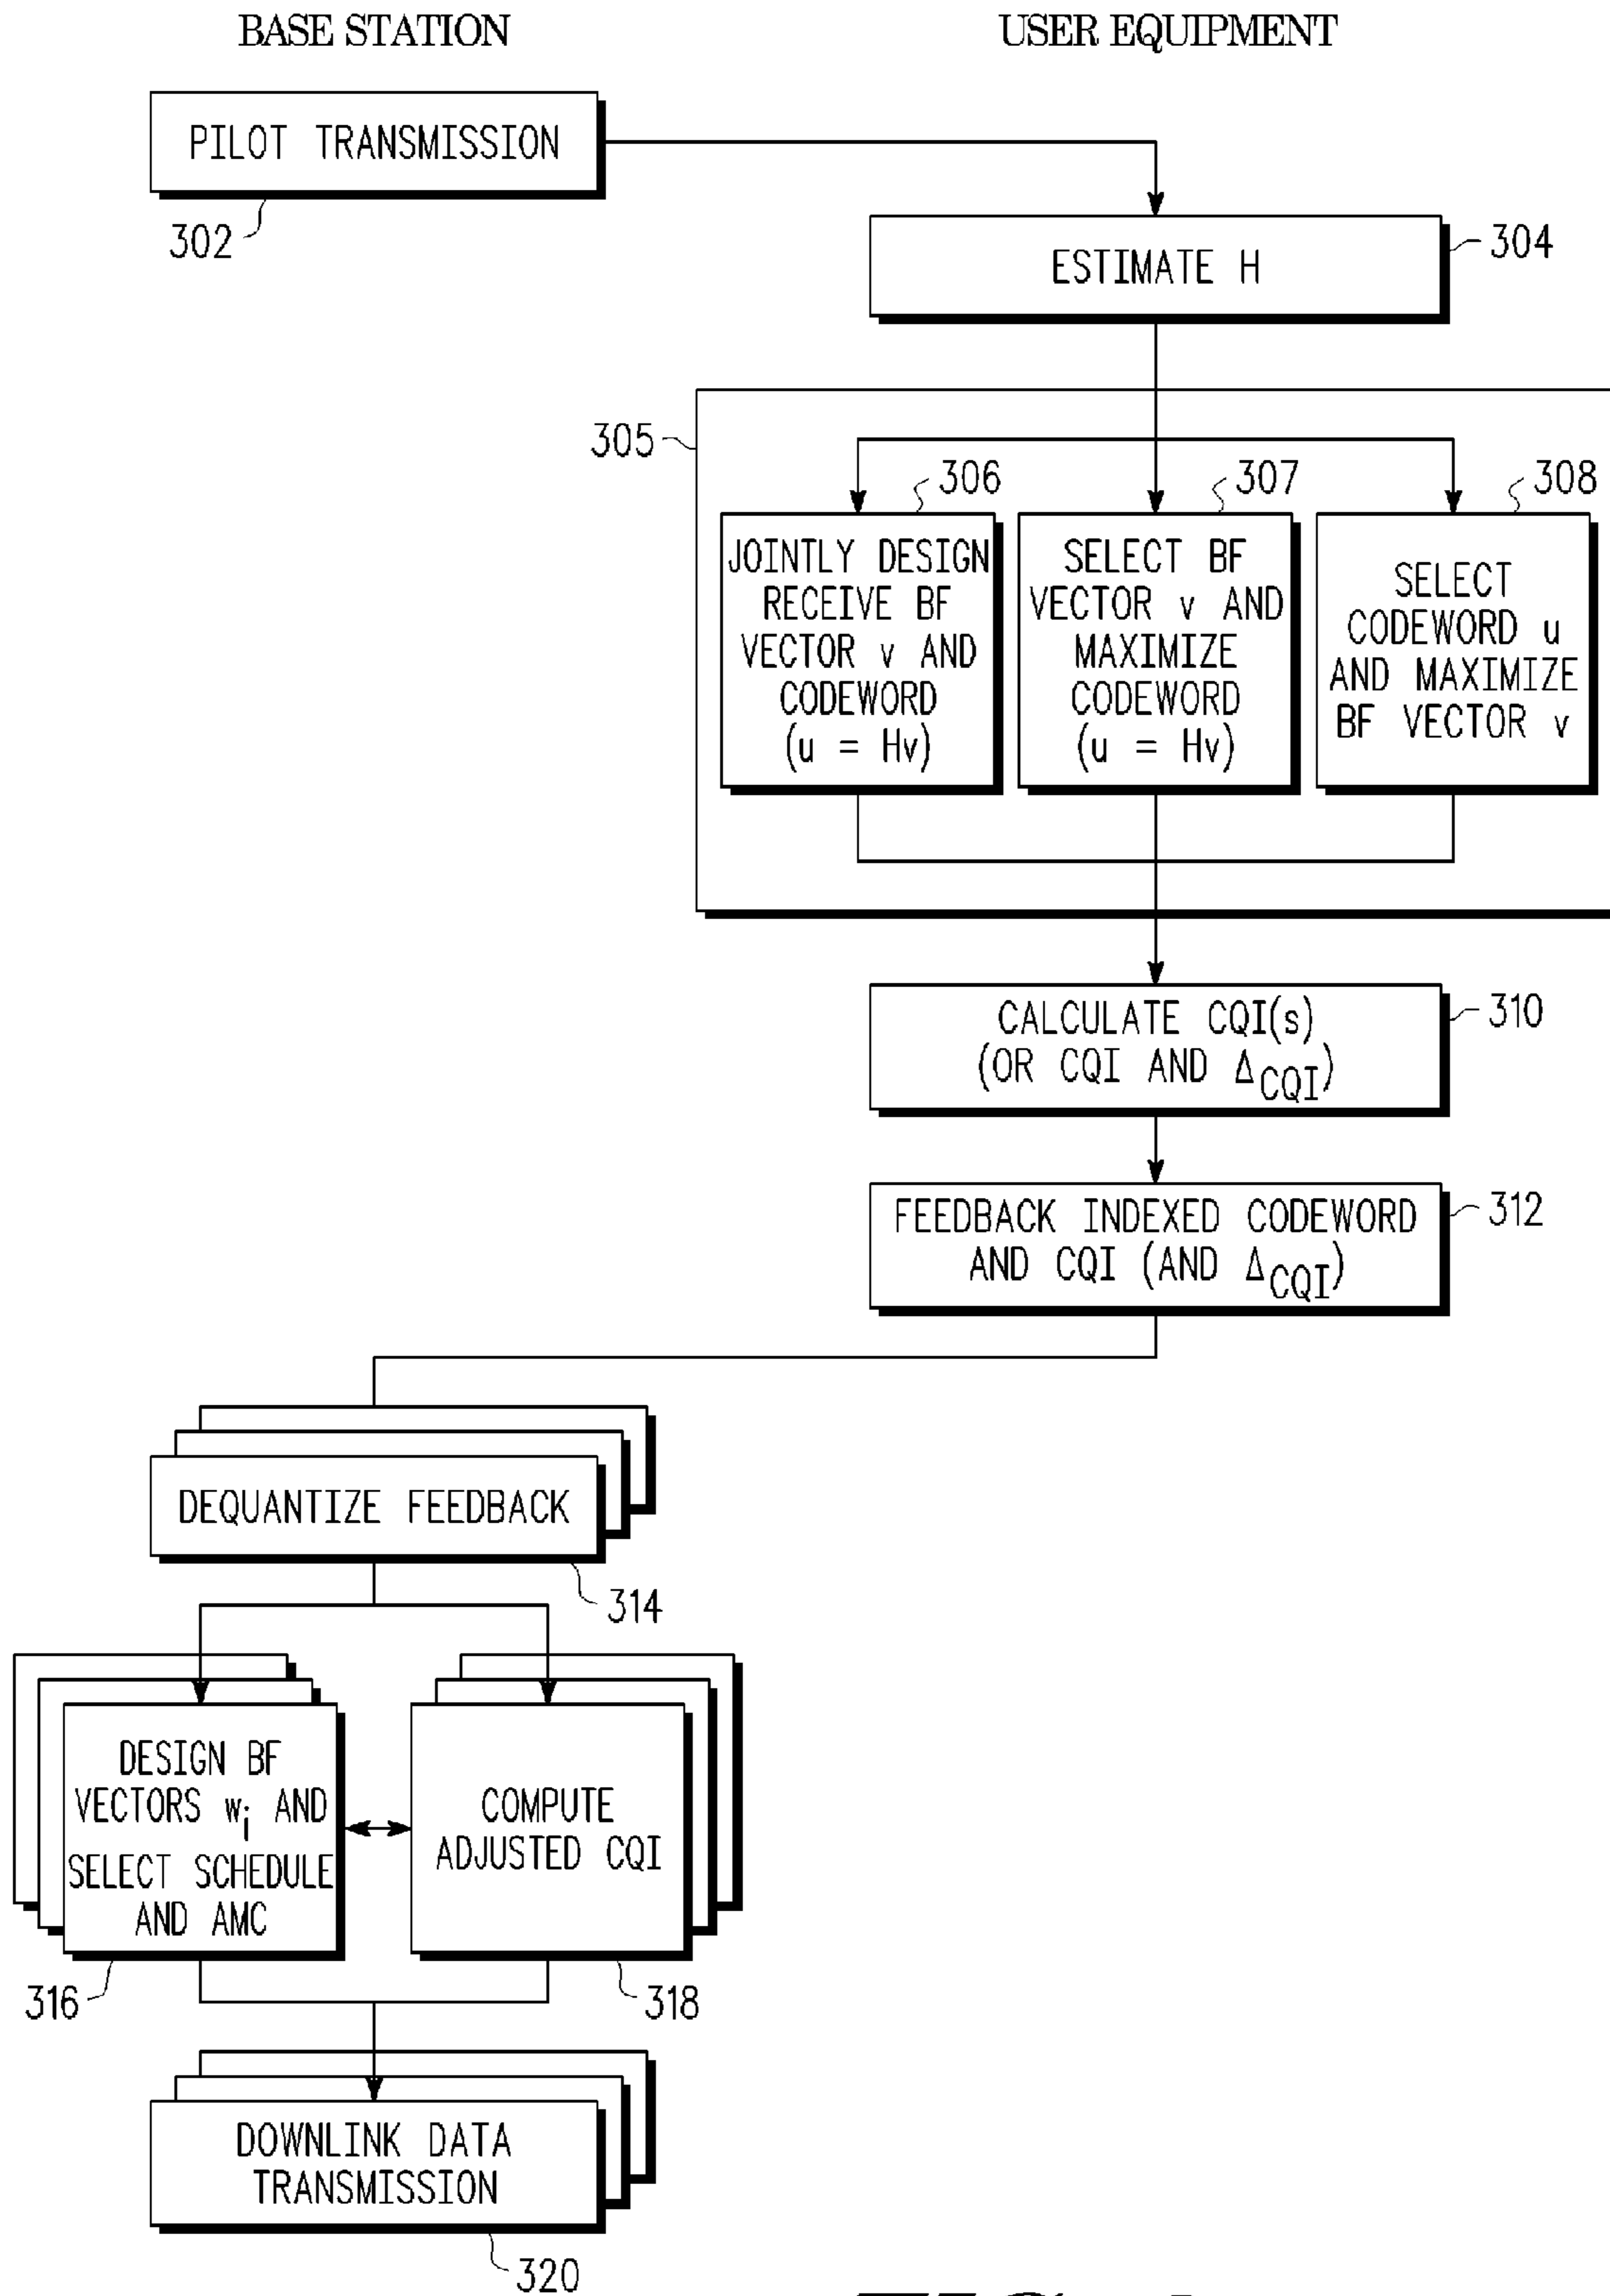 BASE STATION
USER EQUIPMENT
PILOT TRANSMISSION
302
ESTIMATE H
304
305
306
307
308
JOINTLY DESIGN
RECEIVE BF
VECTOR v AND
CODEWORD
(u = Hv)
SELECT BF
VECTOR v AND
MAXIMIZE
CODEWORD
(u = Hv)
SELECT
CODEWORD u
AND MAXIMIZE
BF VECTOR v
CALCULATE CQI(s)
(OR CQI AND ΔCQI)
310
FEEDBACK INDEXED CODEWORD
AND CQI (AND ΔCQI)
312
DEQUANTIZE FEEDBACK
314
DESIGN BF
VECTORS wi AND
SELECT SCHEDULE
AND AMC
316
COMPUTE
ADJUSTED CQI
318
DOWNLINK DATA
TRANSMISSION
320